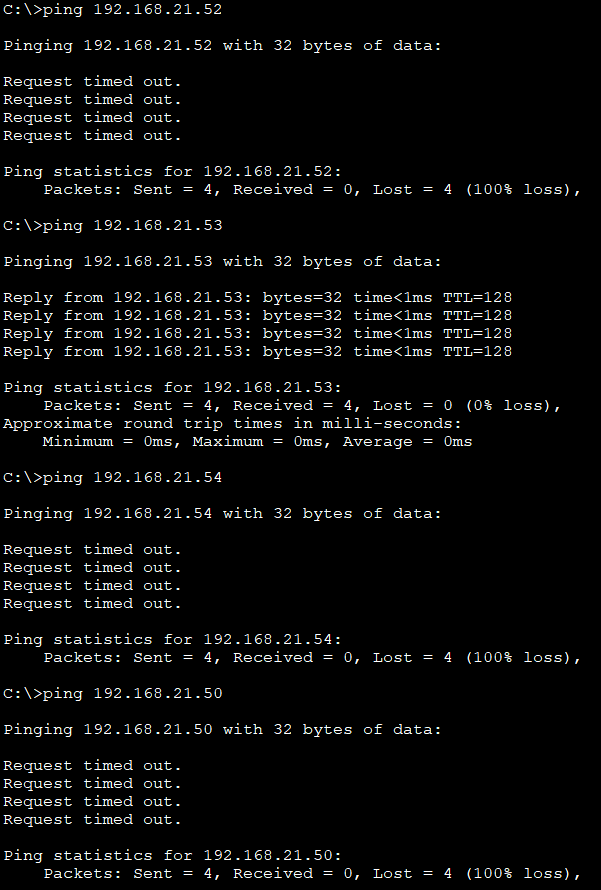 C:\>ping 192.168.21.52
Pinging 192.168.21.52 with 32 bytes of data:
Request timed out.
Request timed out.
Request timed out.
Request timed out.
Ping statistics for 192.168.21.52:
    Packets: Sent = 4, Received = 0, Lost = 4 (100% loss),
C:\>ping 192.168.21.53
Pinging 192.168.21.53 with 32 bytes of data:
Reply from 192.168.21.53: bytes=32 time<1ms TTL=128
Reply from 192.168.21.53: bytes=32 time<1ms TTL=128
Reply from 192.168.21.53: bytes=32 time<1ms TTL=128
Reply from 192.168.21.53: bytes=32 time<1ms TTL=128
Ping statistics for 192.168.21.53:
    Packets: Sent = 4, Received = 4, Lost = 0 (0% loss),
Approximate round trip times in milli-seconds:
    Minimum = 0ms, Maximum = 0ms, Average = 0ms
C:\>ping 192.168.21.54
Pinging 192.168.21.54 with 32 bytes of data:
Request timed out.
Request timed out.
Request timed out.
Request timed out.
Ping statistics for 192.168.21.54:
    Packets: Sent = 4, Received = 0, Lost = 4 (100% loss),
C:\>ping 192.168.21.50
Pinging 192.168.21.50 with 32 bytes of data:
Request timed out.
Request timed out.
Request timed out.
Request timed out.
Ping statistics for 192.168.21.50:
    Packets: Sent = 4, Received = 0, Lost = 4 (100% loss),